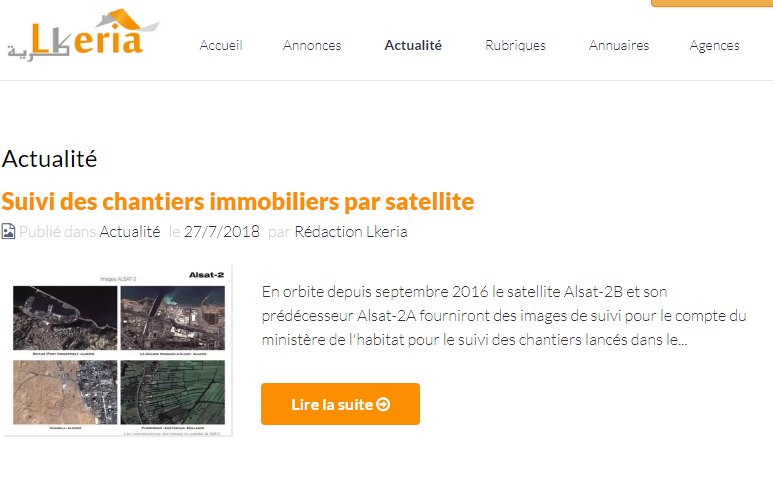 Lkeria
لكرية
Accueil Annonces Actualité Rubriques Annuaires Agences
Actualité
Suivi des chantiers immobiliers par satellite
Publié dans Actualité le 27/7/2018 par Rédaction Lkeria
Images ALSAT-2 Alsat-2
En orbite depuis septembre 2016 le satellite Alsat-2B et son
prédécesseur Alsat-2A fourniront des images de suivi pour le compte du
ministère de l'habitat pour le suivi des chantiers lancés dans le...
Lire la suite